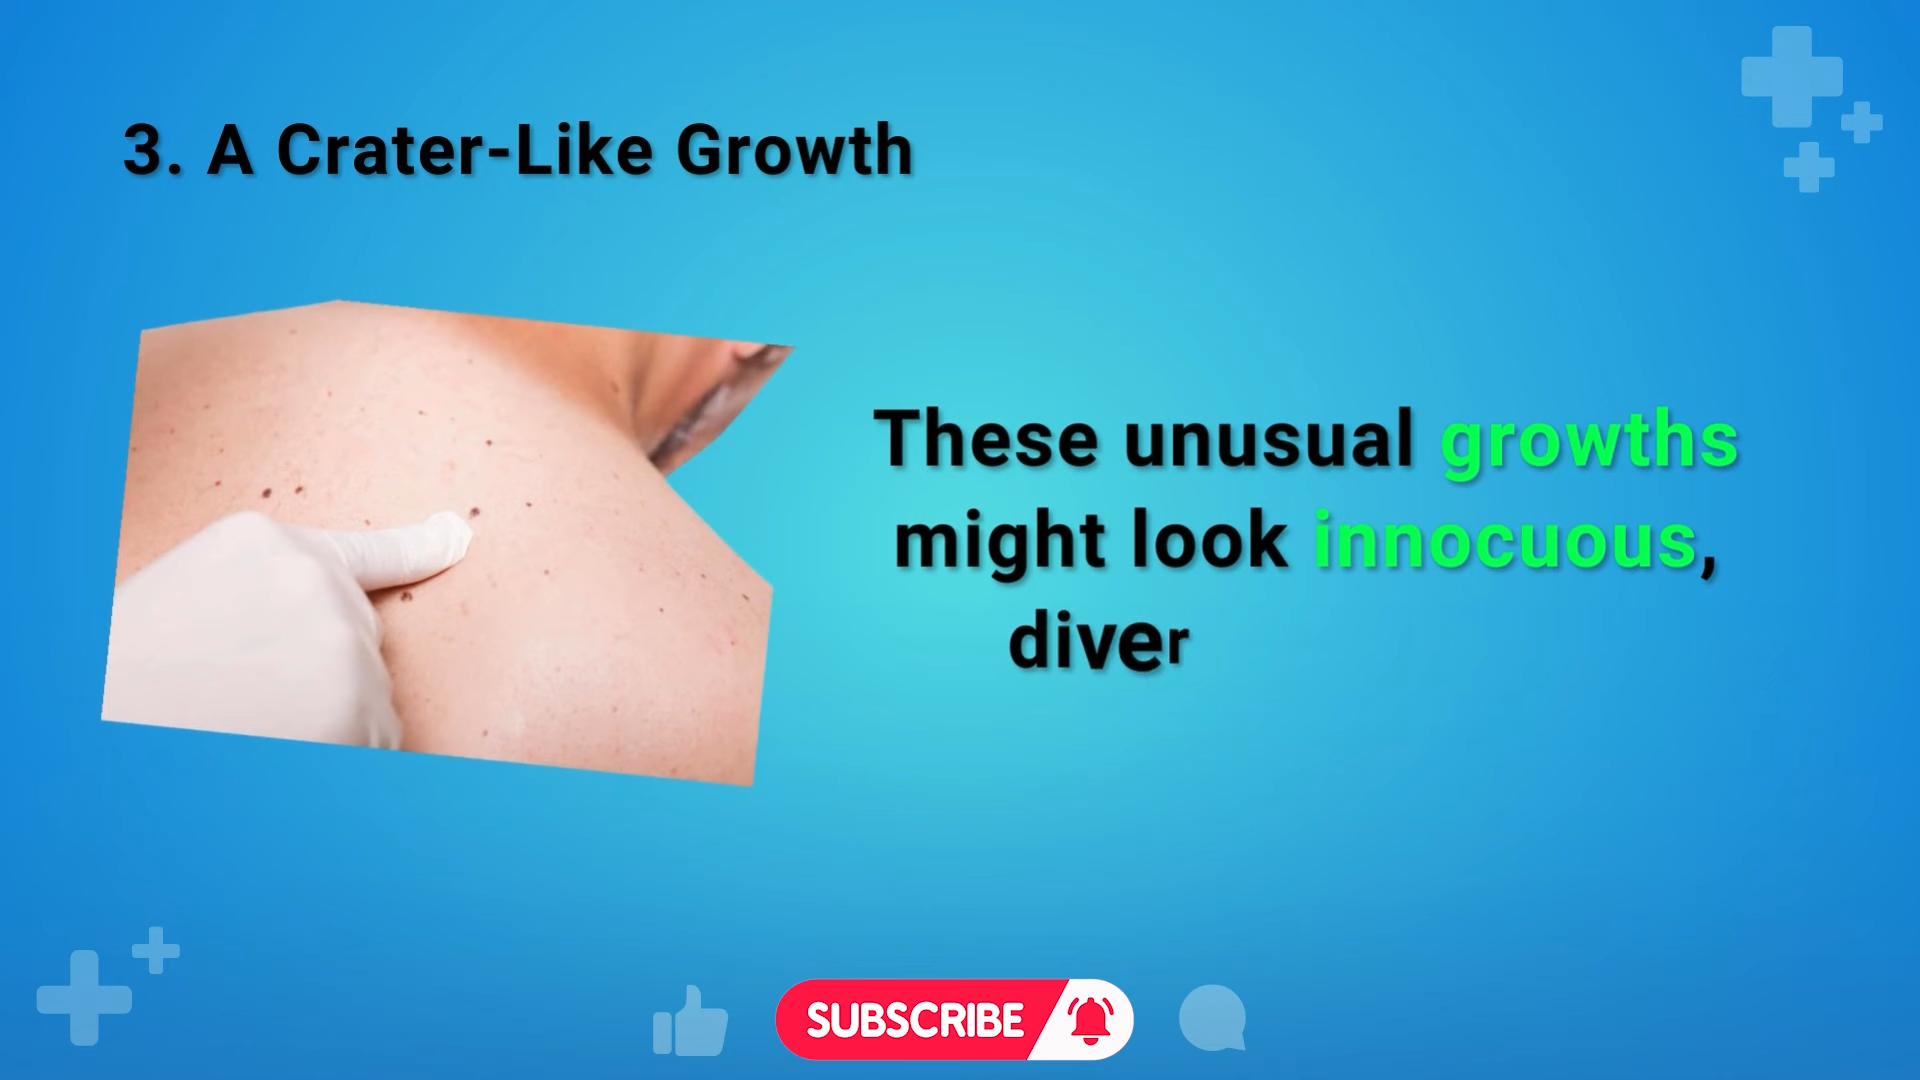 3. A Crater-Like Growth
These unusual growths
might look innocuous,
diver
SUBSCRIBE